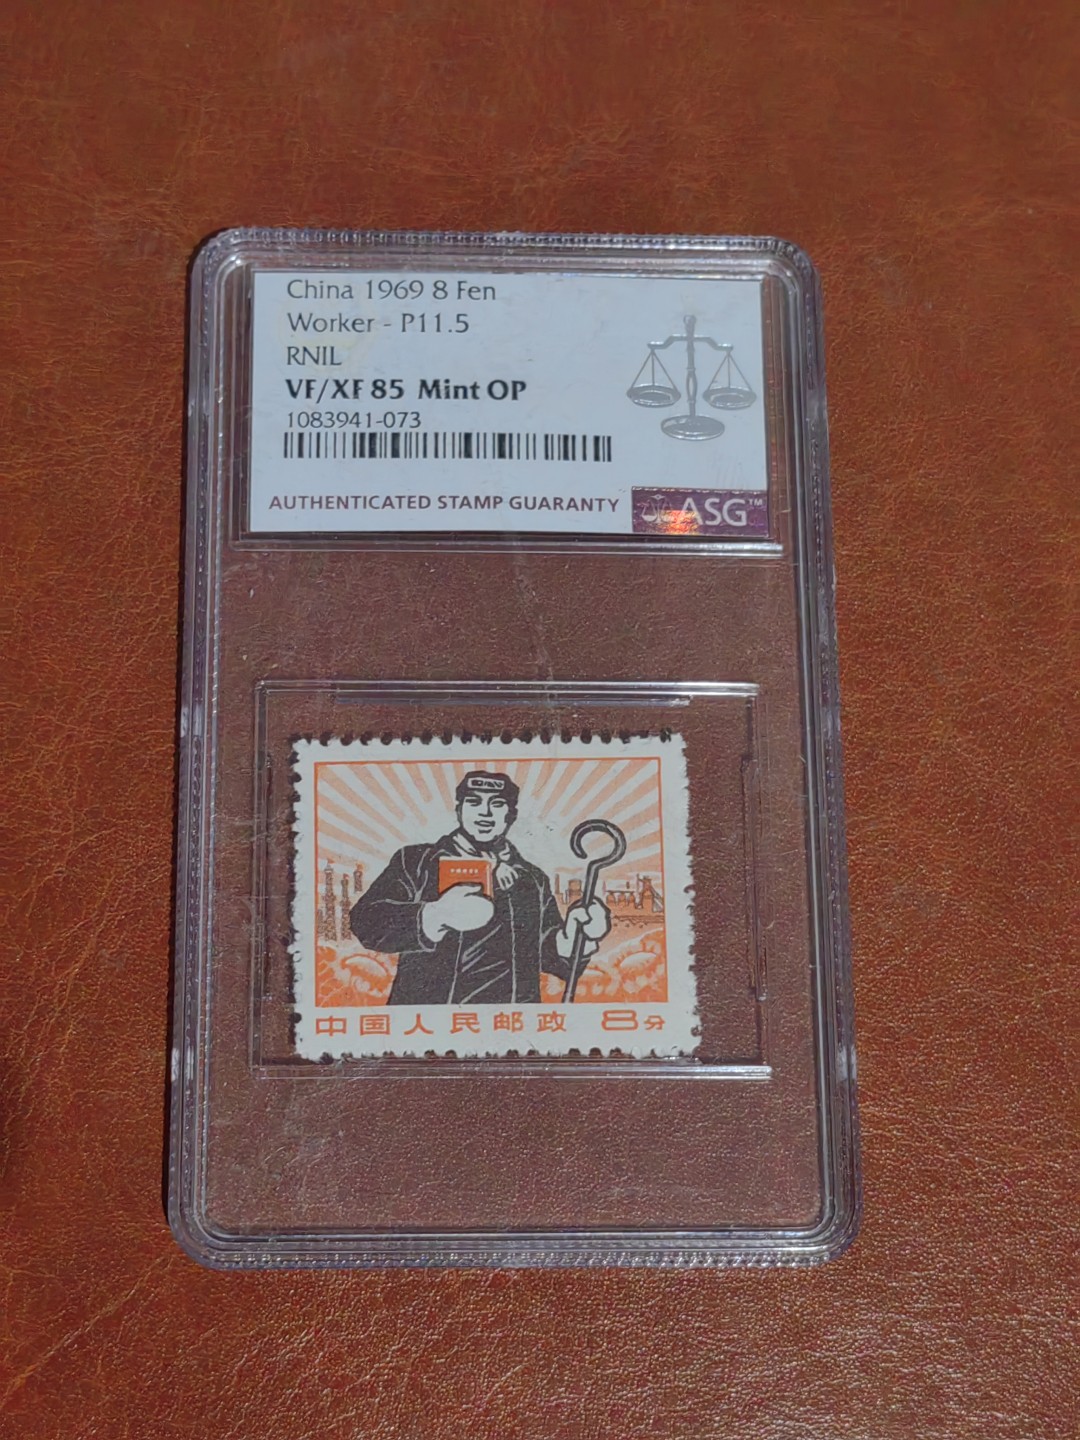 China 1969 8 Fen
Worker - P11.5
RNIL
VF/XF 85 Mint OP
1083941-073
AUTHENTICATED STAMP GUARANTY
ASG™
中国人民邮政 8分